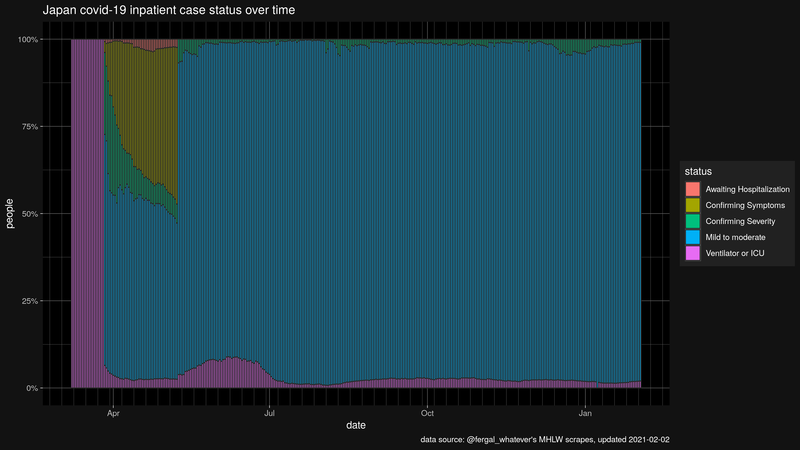 Japan covid-19 inpatient case status over time
100%
75%
50%
25%
0%
people
Apr
Jul
Oct
Jan
date
status
Awaiting Hospitalization
Confirming Symptoms
Confirming Severity
Mild to moderate
Ventilator or ICU
data source: @fergal_whatever's MHLW scrapes, updated 2021-02-02